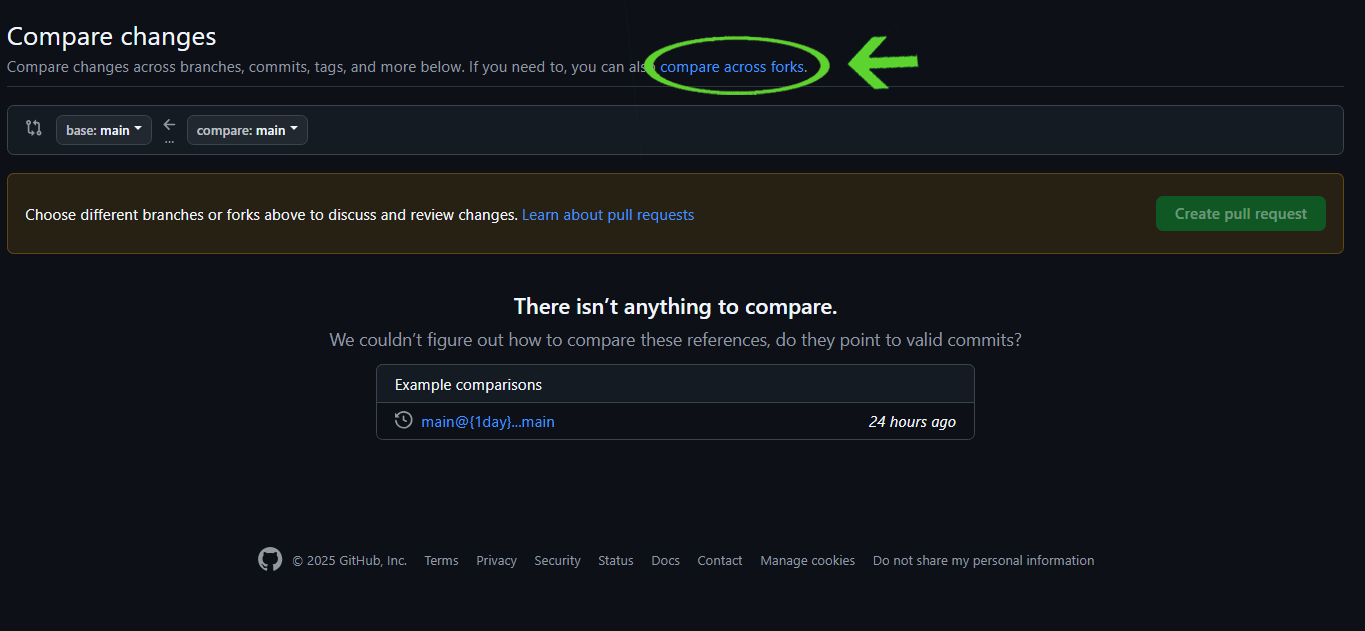 Compare changes
Compare changes across branches, commits, tags, and more below. If you need to, you can also compare across forks.
base: main ... compare: main
Choose different branches or forks above to discuss and review changes. Learn about pull requests Create pull request
There isn’t anything to compare.
We couldn’t figure out how to compare these references, do they point to valid commits?
Example comparisons
main@{1day}...main 24 hours ago
© 2025 GitHub, Inc. Terms Privacy Security Status Docs Contact Manage cookies Do not share my personal information